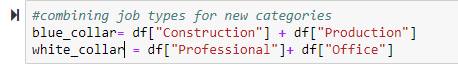 #combining job types for new categories
blue_collar= df["Construction"] + df["Production"]
white_collar = df["Professional"]+ df["Office"]